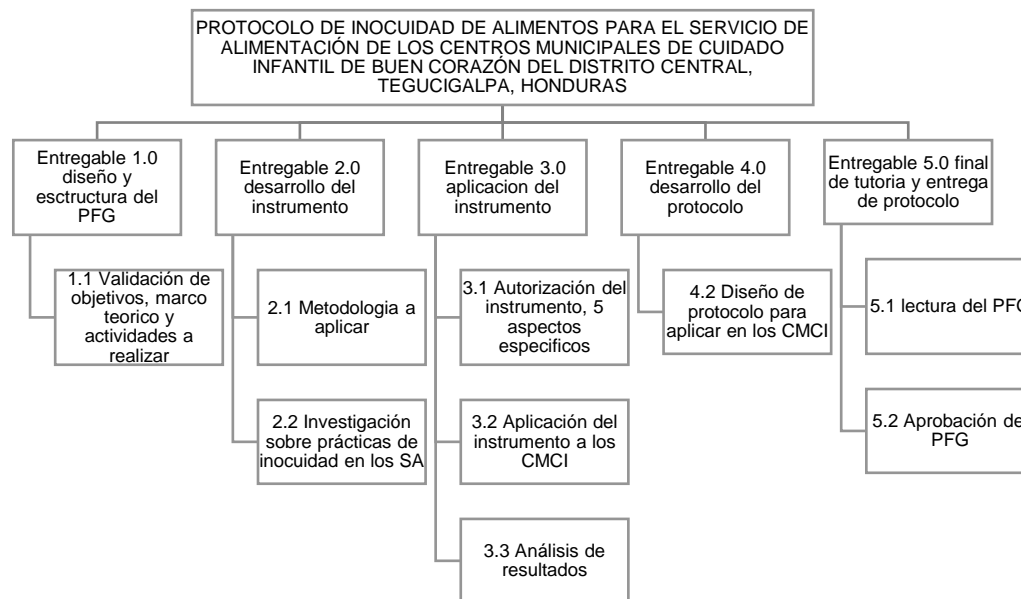 PROTOCOLO DE INOCUIDAD DE ALIMENTOS PARA EL SERVICIO DE
ALIMENTACIÓN DE LOS CENTROS MUNICIPALES DE CUIDADO
INFANTIL DE BUEN CORAZÓN DEL DISTRITO CENTRAL,
TEGUCIGALPA, HONDURAS
Entregable 1.0
diseño y
esctructura del
PFG
1.1 Validación de
objetivos, marco
teorico y
actividades a
realizar
Entregable 2.0
desarrollo del
instrumento
2.1 Metodologia a
aplicar
2.2 Investigación
sobre prácticas de
inocuidad en los SA
Entregable 3.0
aplicacion del
instrumento
3.1 Autorización del
instrumento, 5
aspectos
especificos
3.2 Aplicación del
instrumento a los
CMCI
3.3 Análisis de
resultados
Entregable 4.0
desarrollo del
protocolo
4.2 Diseño de
protocolo para
aplicar en los CMCI
Entregable 5.0 final
de tutoria y entrega
de protocolo
5.1 lectura del PFG
5.2 Aprobación de
PFG